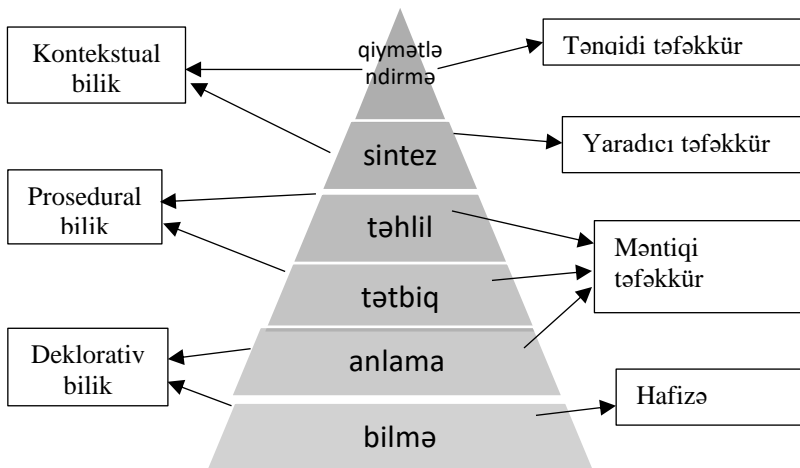 Kontekstual
bilik
qiymətlə
ndirmə
Tənqidi təfəkkür
sintez
Yaradıcı təfəkkür
Prosedural
bilik
təhlil
Məntiqi
təfəkkür
tətbiq
Deklorativ
bilik
anlama
Hafizə
bilmə